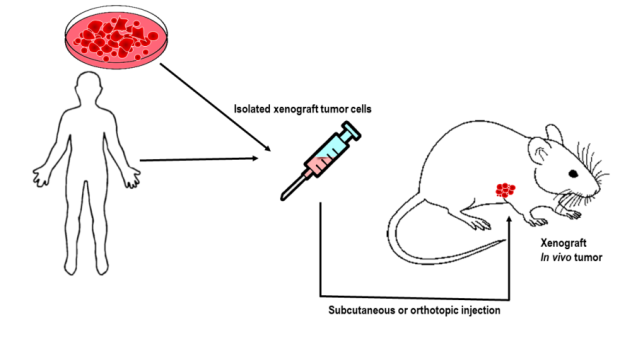 Isolated xenograft tumor cells
Xenograft
In vivo tumor
Subcutaneous or orthotopic injection